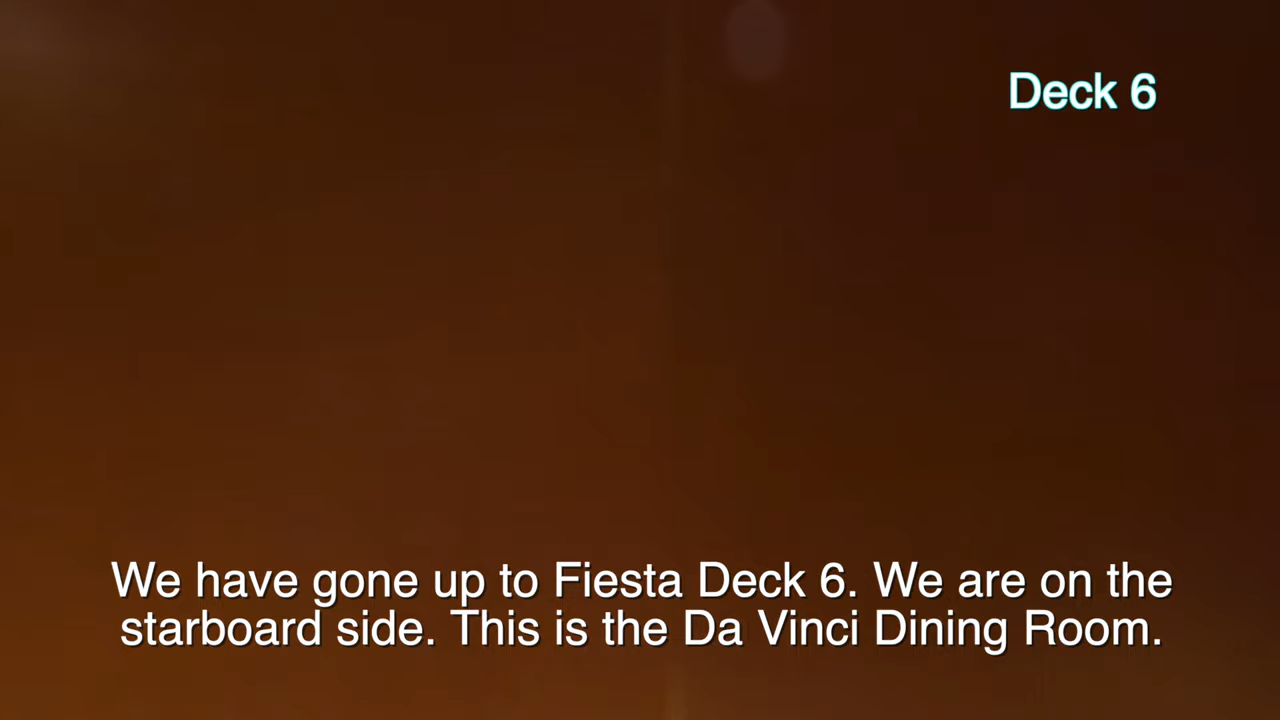 Deck 6
We have gone up to Fiesta Deck 6. We are on the
starboard side. This is the Da Vinci Dining Room.